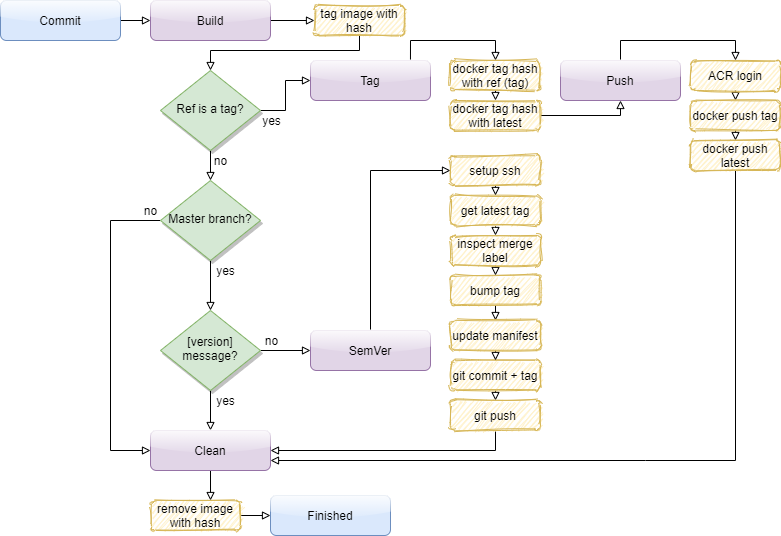 Commit
Build
tag image with
hash
Ref is a tag?
yes
no
Tag
docker tag hash
with ref (tag)
docker tag hash
with latest
Push
ACR login
docker push tag
docker push
latest
Master branch?
no
yes
[version]
message?
no
yes
SemVer
setup ssh
get latest tag
inspect merge
label
bump tag
update manifest
git commit + tag
git push
Clean
remove image
with hash
Finished